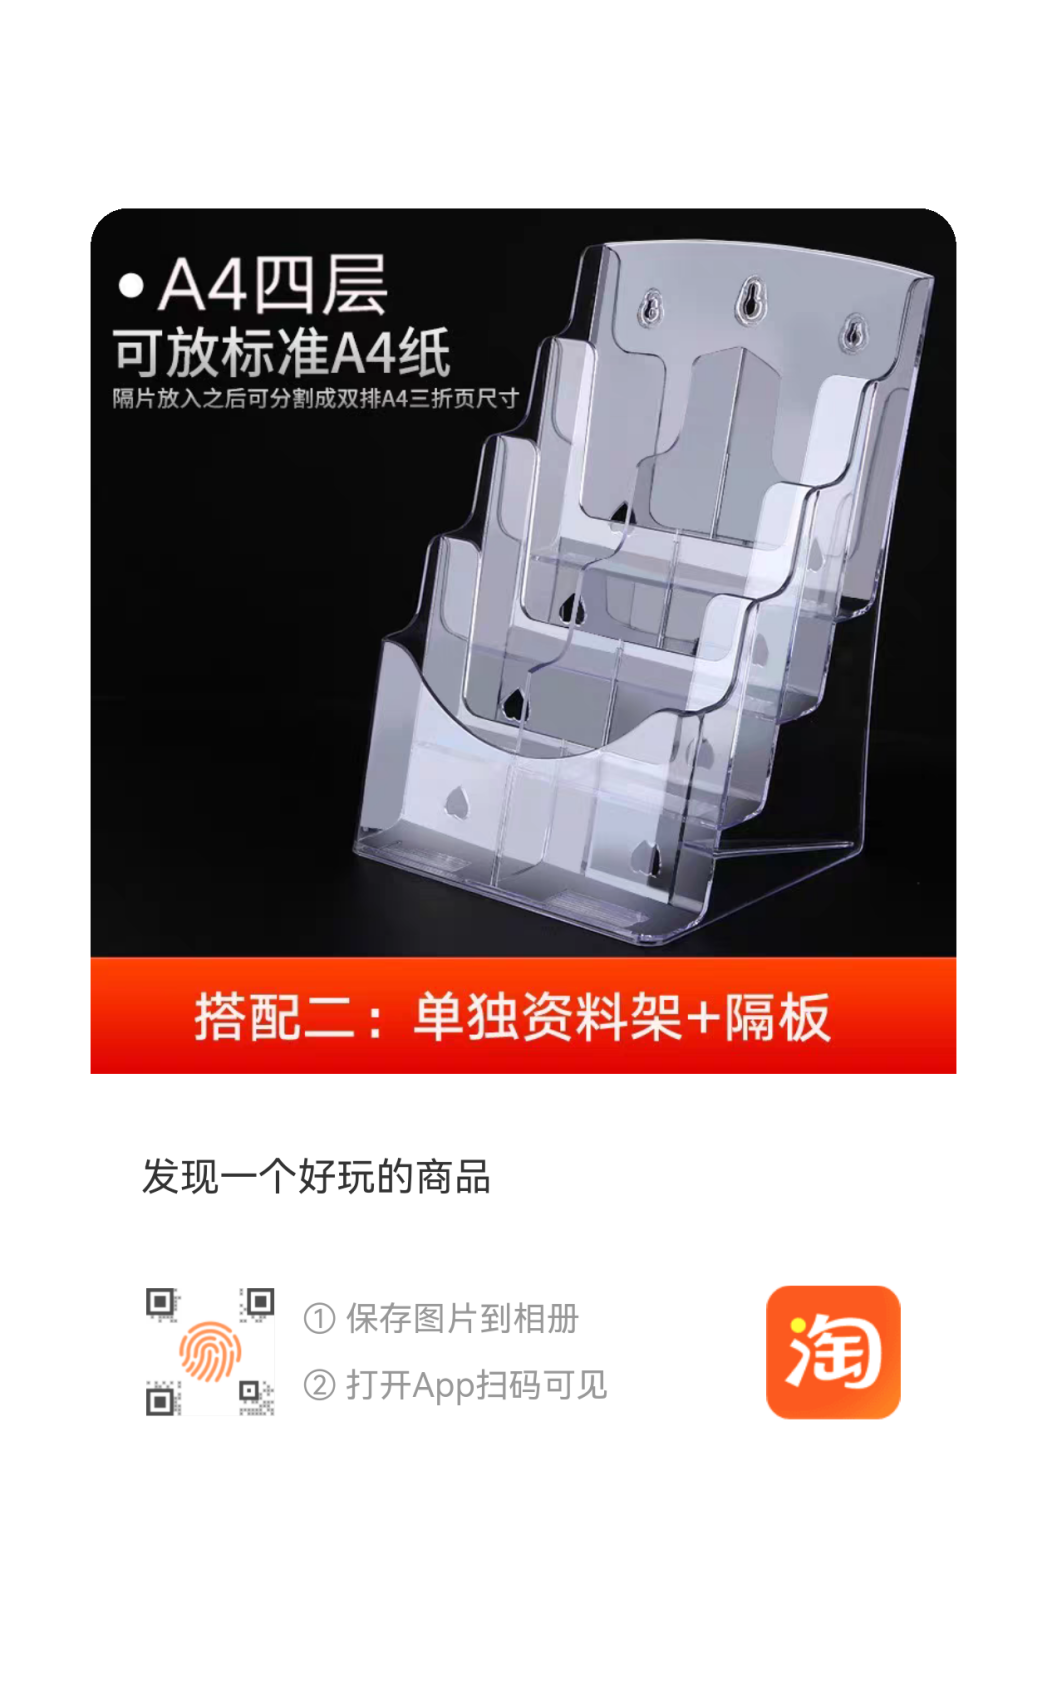 •A4四层
可放标准A4纸
隔片放入之后可分割成双排A4三折页尺寸
搭配二：单独资料架+隔板
发现一个好玩的商品
① 保存图片到相册
② 打开App扫码可见
淘